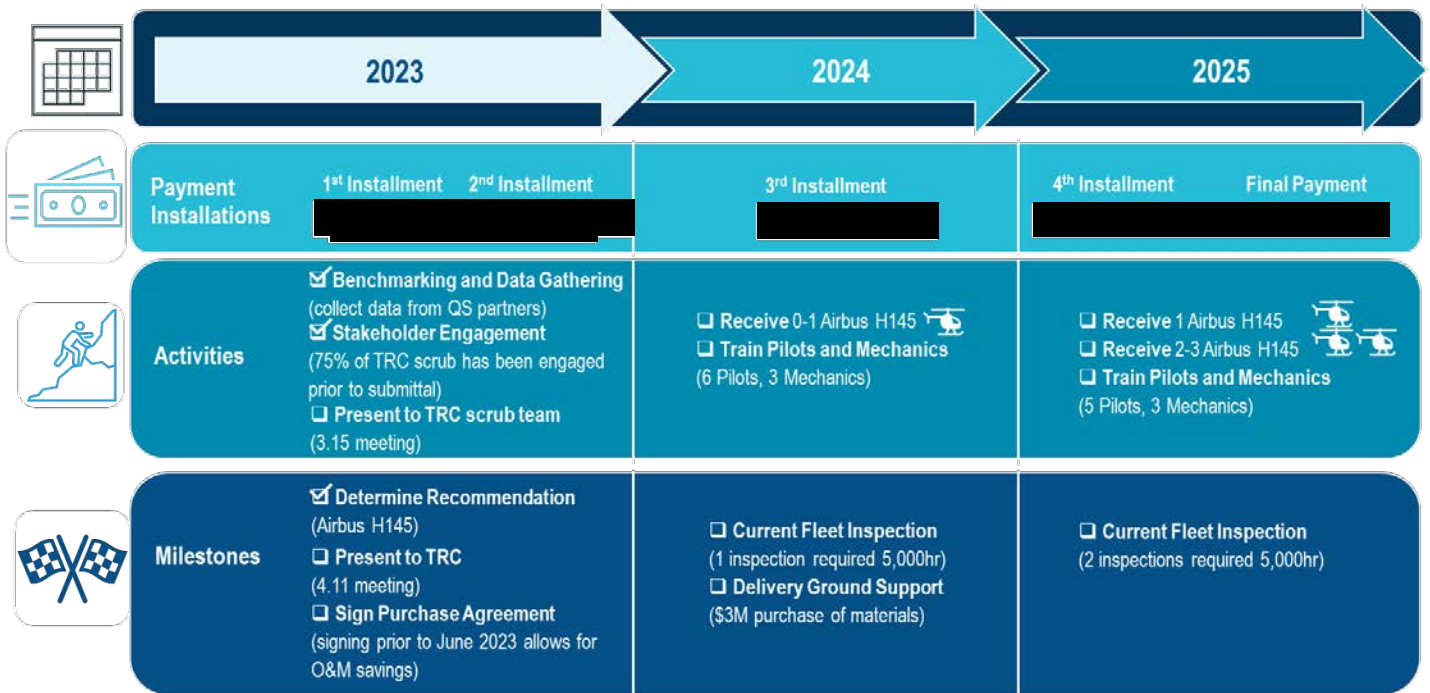 2023
2024
2025
Payment
Installations
1st Installment
2nd Installment
3rd Installment
4th Installment
Final Payment
Activities
☑ Benchmarking and Data Gathering
(collect data from QS partners)
☑ Stakeholder Engagement
(75% of TRC scrub has been engaged
prior to submittal)
❑ Present to TRC scrub team
(3.15 meeting)
❑ Receive 0-1 Airbus H145
❑ Train Pilots and Mechanics
(6 Pilots, 3 Mechanics)
❑ Receive 1 Airbus H145
❑ Receive 2-3 Airbus H145
❑ Train Pilots and Mechanics
(5 Pilots, 3 Mechanics)
Milestones
☑ Determine Recommendation
(Airbus H145)
❑ Present to TRC
(4.11 meeting)
❑ Sign Purchase Agreement
(signing prior to June 2023 allows for
O&M savings)
❑ Current Fleet Inspection
(1 inspection required 5,000hr)
❑ Delivery Ground Support
($3M purchase of materials)
❑ Current Fleet Inspection
(2 inspections required 5,000hr)